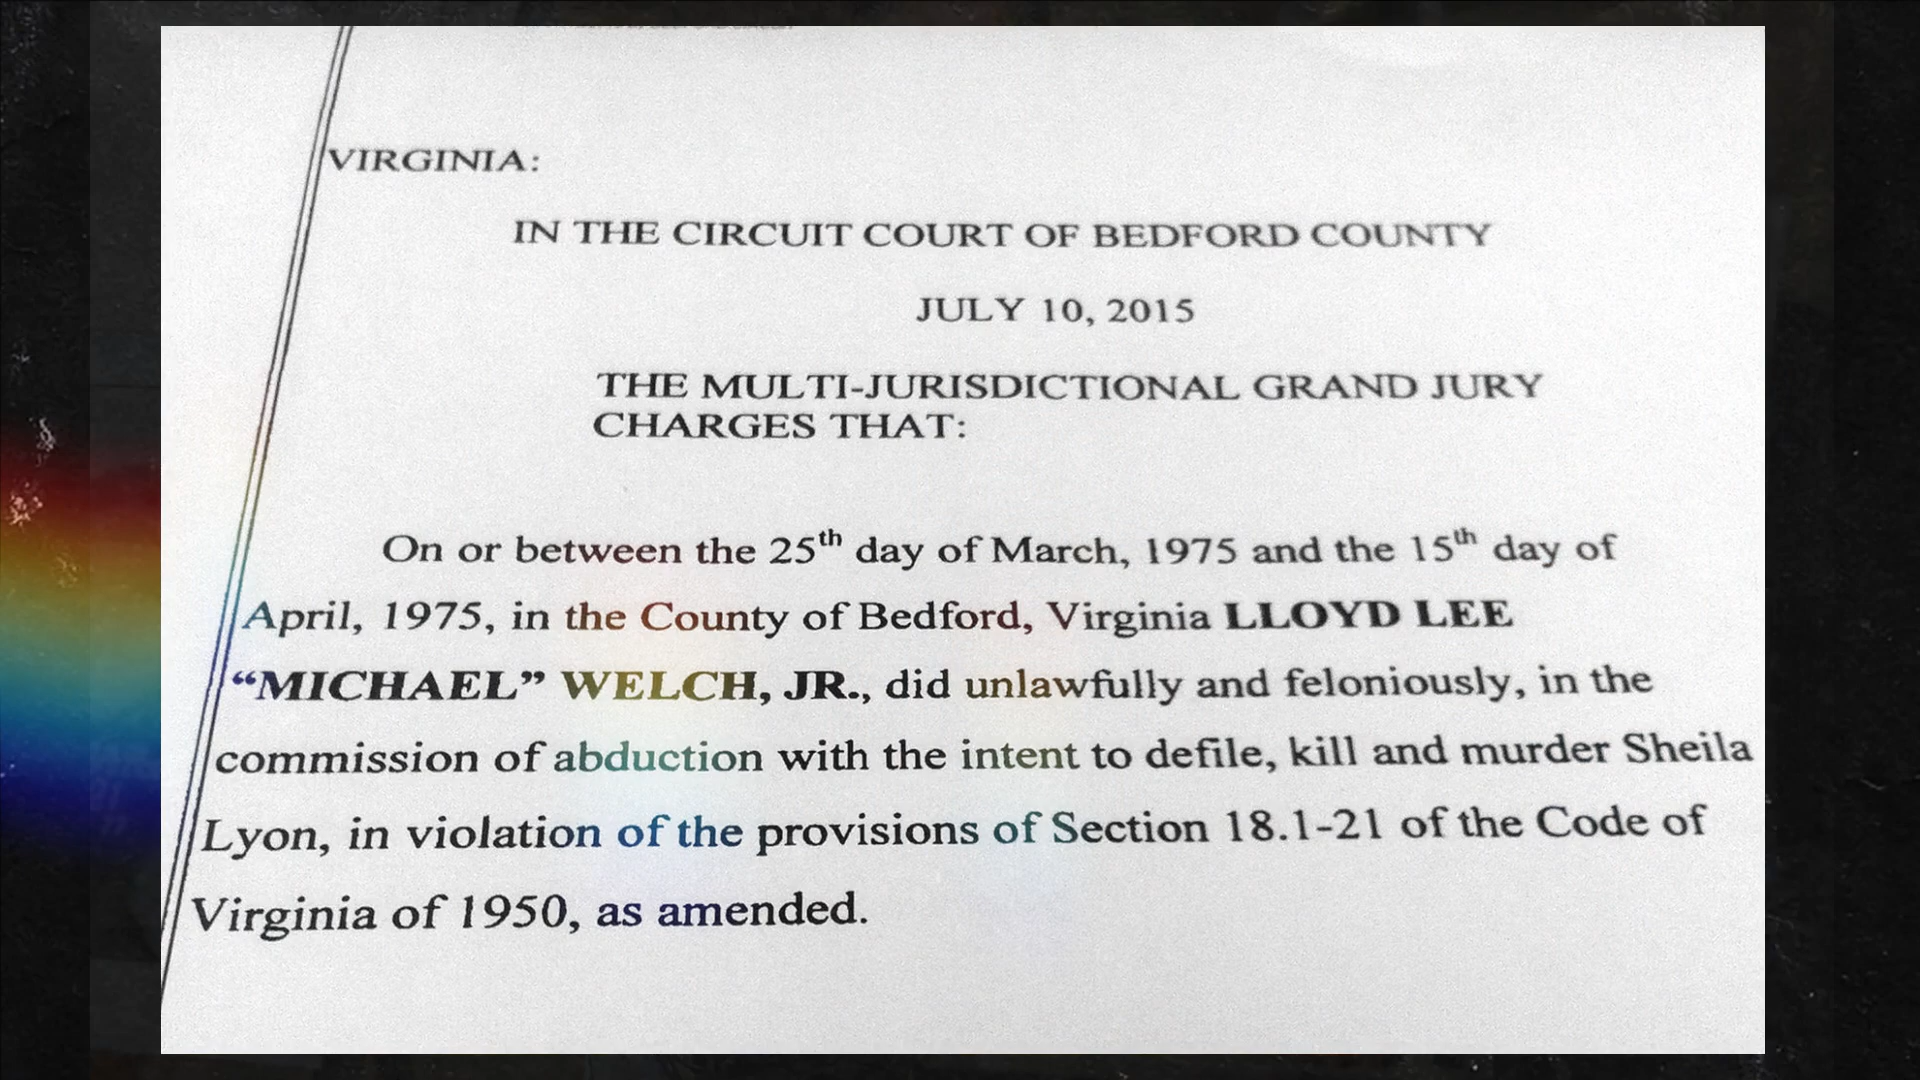 VIRGINIA:
IN THE CIRCUIT COURT OF BEDFORD COUNTY
JULY 10, 2015
THE MULTI-JURISDICTIONAL GRAND JURY
CHARGES THAT:
On or between the 25th day of March, 1975 and the 15th day of
April, 1975, in the County of Bedford, Virginia LLOYD LEE
“MICHAEL” WELCH, JR., did unlawfully and feloniously, in the
commission of abduction with the intent to defile, kill and murder Sheila
Lyon, in violation of the provisions of Section 18.1-21 of the Code of
Virginia of 1950, as amended.